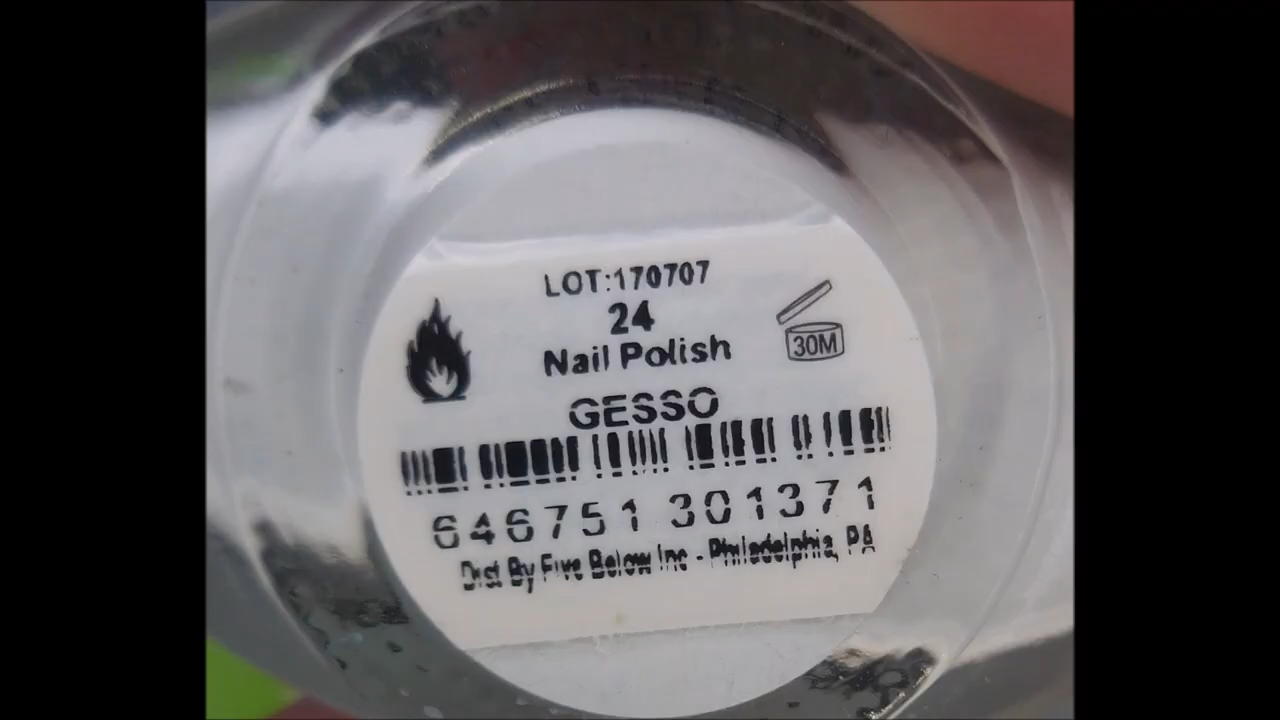 LOT:170707
24
Nail Polish
30M
GESSO
646751 301371
Dist By Five Below Inc - Philadelphia, PA